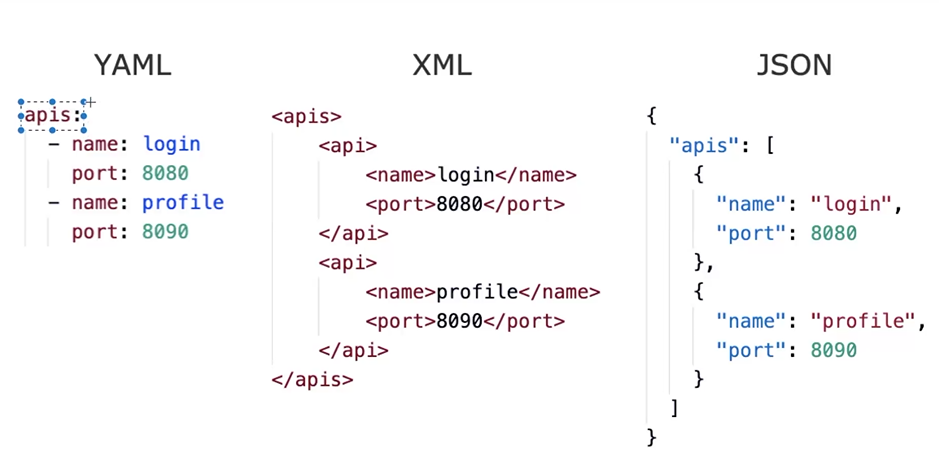 YAML
apis:
  - name: login
    port: 8080
  - name: profile
    port: 8090
XML
<apis>
    <api>
        <name>login</name>
        <port>8080</port>
    </api>
    <api>
        <name>profile</name>
        <port>8090</port>
    </api>
</apis>
JSON
{
  "apis": [
    {
      "name": "login",
      "port": 8080
    },
    {
      "name": "profile",
      "port": 8090
    }
  ]
}